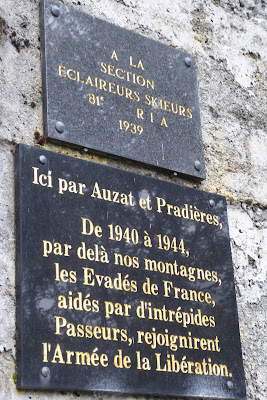 A LA
SECTION
ÉCLAIREURS SKIEURS
81E R I A
1939
Ici par Auzat et Pradières,
De 1940 à 1944,
par delà nos montagnes,
les Evadés de France,
aidés par d'intrépides
Passeurs, rejoignirent
l'Armée de la Libération.